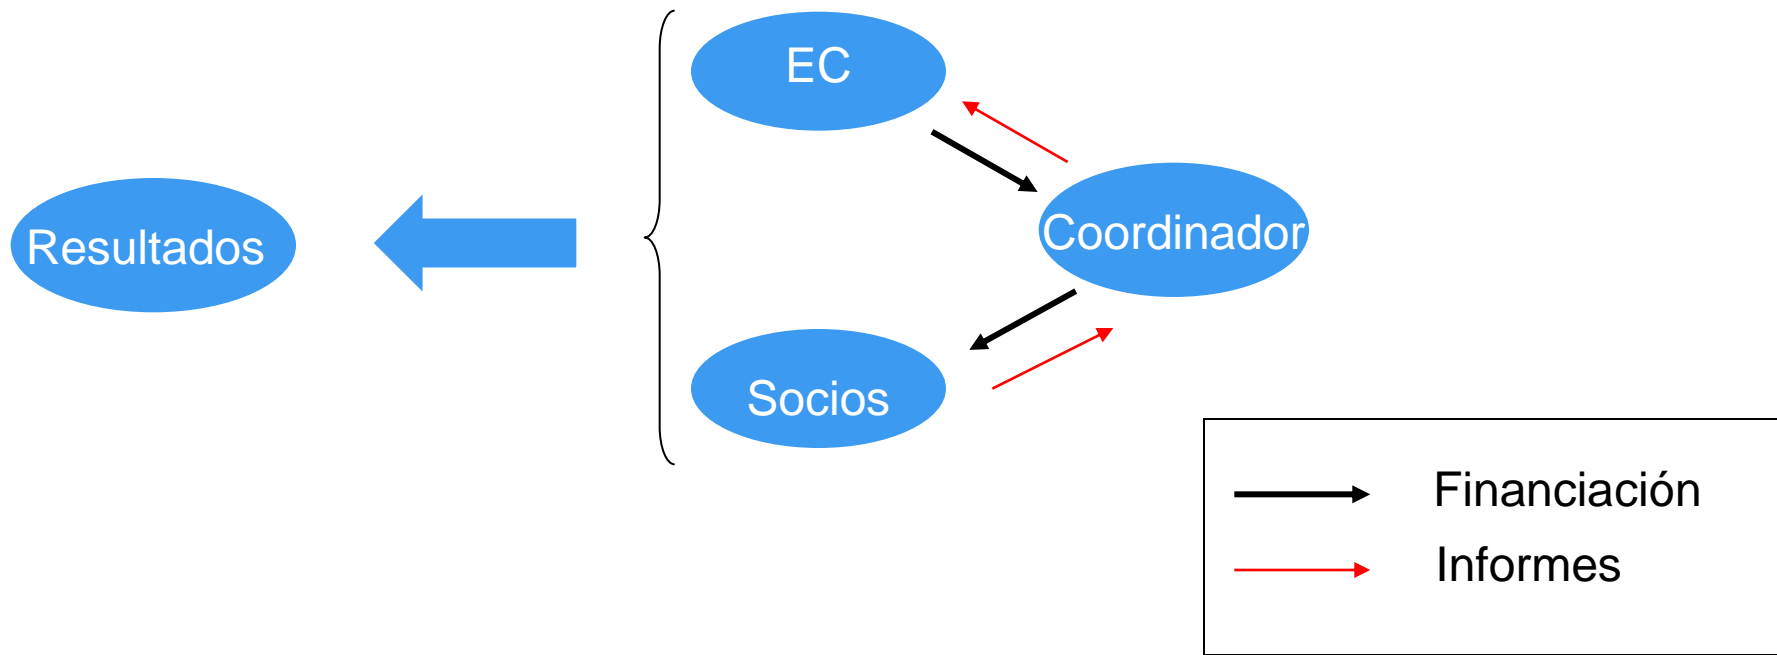 EC
Coordinador
Resultados
Socios
Financiación
Informes